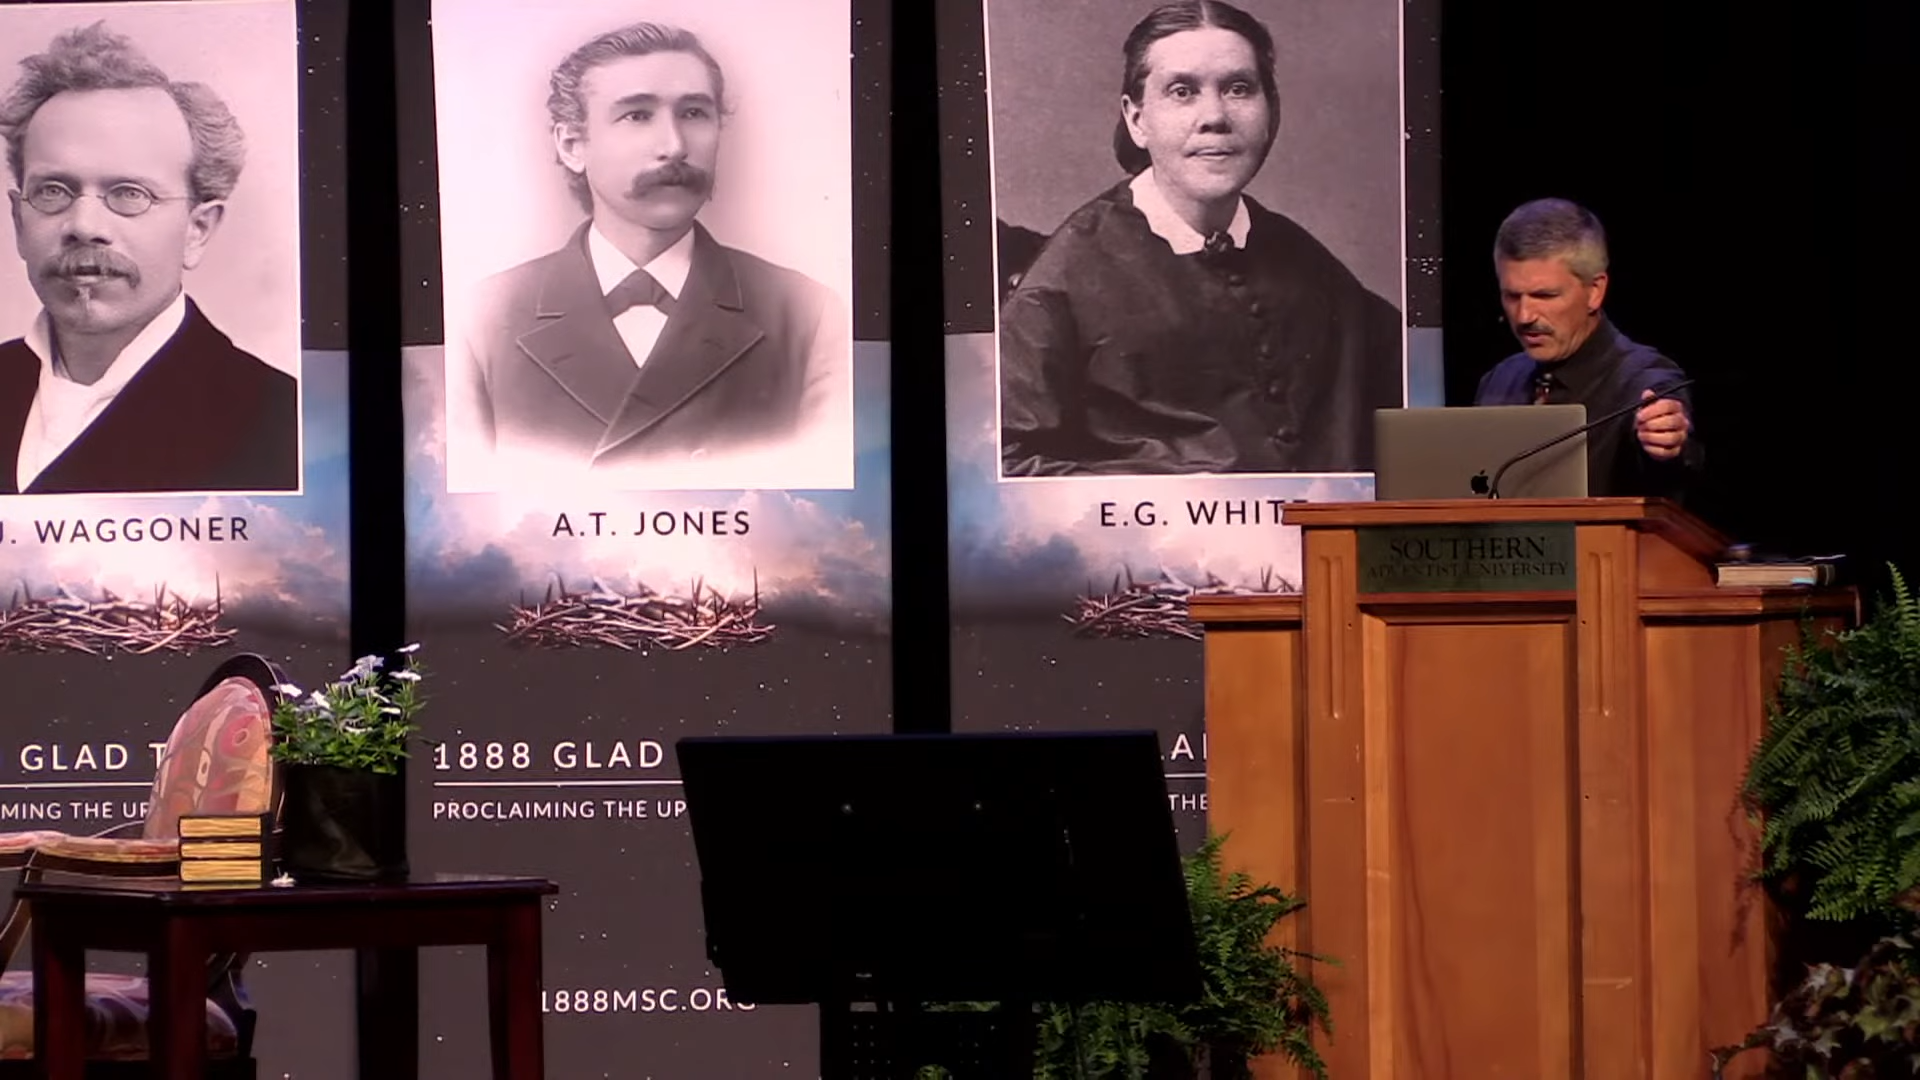 J. WAGGONER
A.T. JONES
E.G. WHIT
SOUTHERN
ADVENTIST UNIVERSITY
GLAD T
MING THE UP
1888 GLAD
PROCLAIMING THE UP
THE
1888MSC.ORG